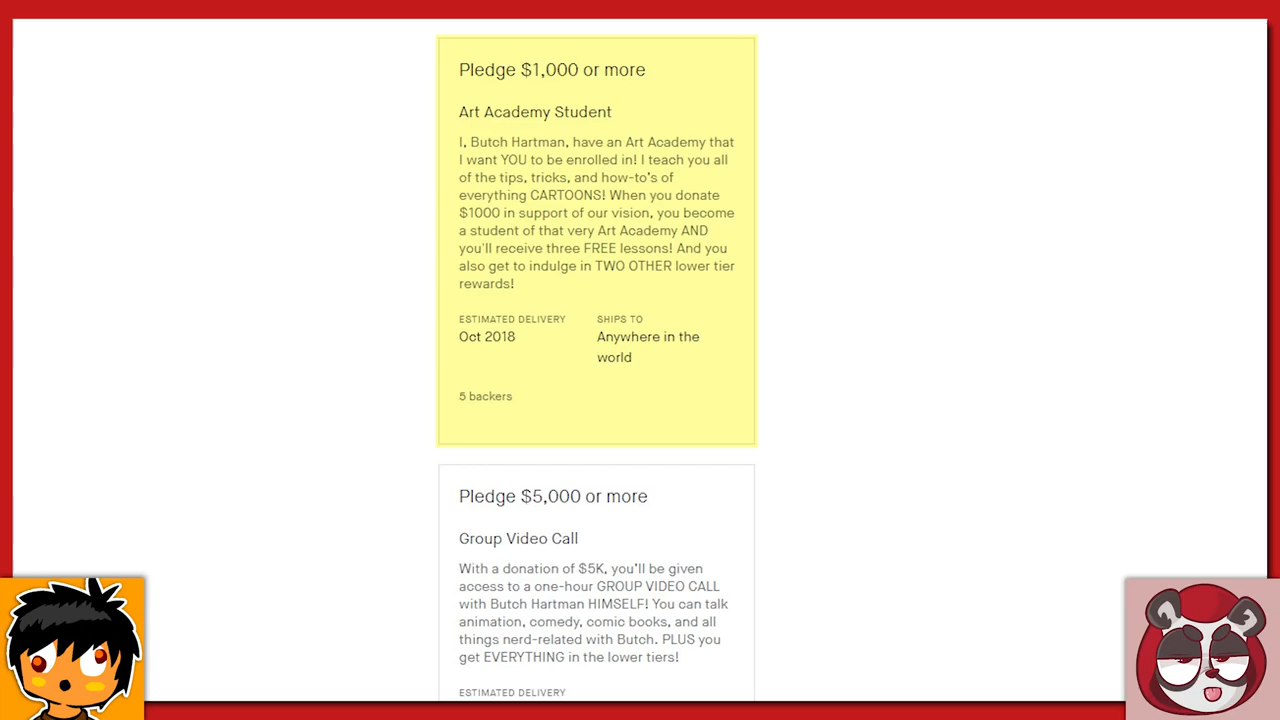 Pledge $1,000 or more
Art Academy Student
I, Butch Hartman, have an Art Academy that
I want YOU to be enrolled in! I teach you all
of the tips, tricks, and how-to's of
everything CARTOONS! When you donate
$1000 in support of our vision, you become
a student of that very Art Academy AND
you'll receive three FREE lessons! And you
also get to indulge in TWO OTHER lower tier
rewards!
ESTIMATED DELIVERY
Oct 2018
SHIPS TO
Anywhere in the
world
5 backers
Pledge $5,000 or more
Group Video Call
With a donation of $5K, you'll be given
access to a one-hour GROUP VIDEO CALL
with Butch Hartman HIMSELF! You can talk
animation, comedy, comic books, and all
things nerd-related with Butch. PLUS you
get EVERYTHING in the lower tiers!
ESTIMATED DELIVERY